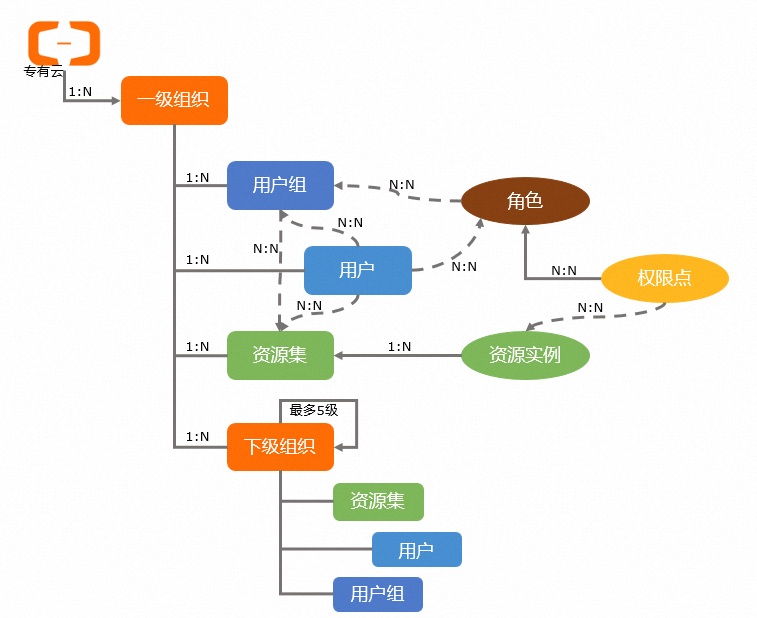 专有云
1:N
一级组织
1:N
用户组
N:N
角色
N:N
N:N
1:N
用户
N:N
N:N
权限点
N:N
N:N
1:N
资源集
1:N
资源实例
最多5级
1:N
下级组织
资源集
用户
用户组